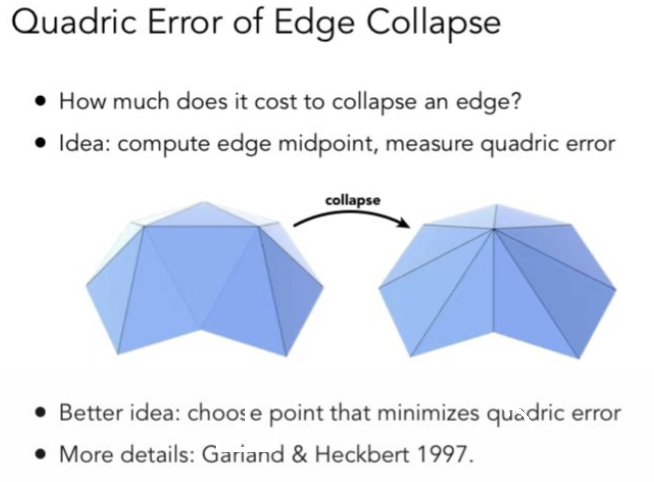 Quadric Error of Edge Collapse
• How much does it cost to collapse an edge?
• Idea: compute edge midpoint, measure quadric error
collapse
• Better idea: choose point that minimizes quadric error
• More details: Garland & Heckbert 1997.